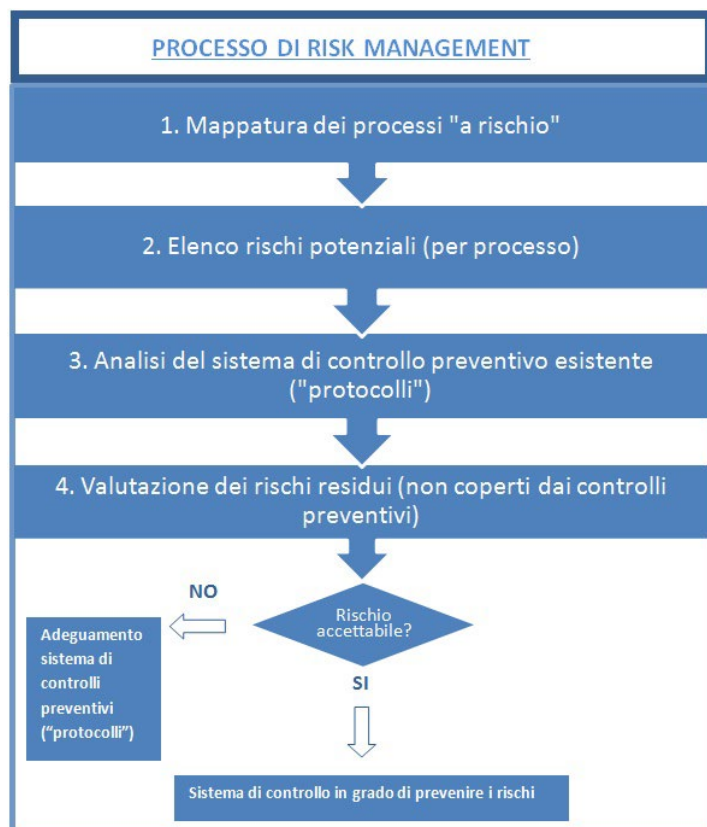 PROCESSO DI RISK MANAGEMENT
1. Mappatura dei processi "a rischio"
2. Elenco rischi potenziali (per processo)
3. Analisi del sistema di controllo preventivo esistente
("protocolli")
4. Valutazione dei rischi residui (non coperti dai controlli
preventivi)
NO
Rischio
accettabile?
Adeguamento
sistema di
controlli
preventivi
(“protocolli”)
SI
Sistema di controllo in grado di prevenire i rischi